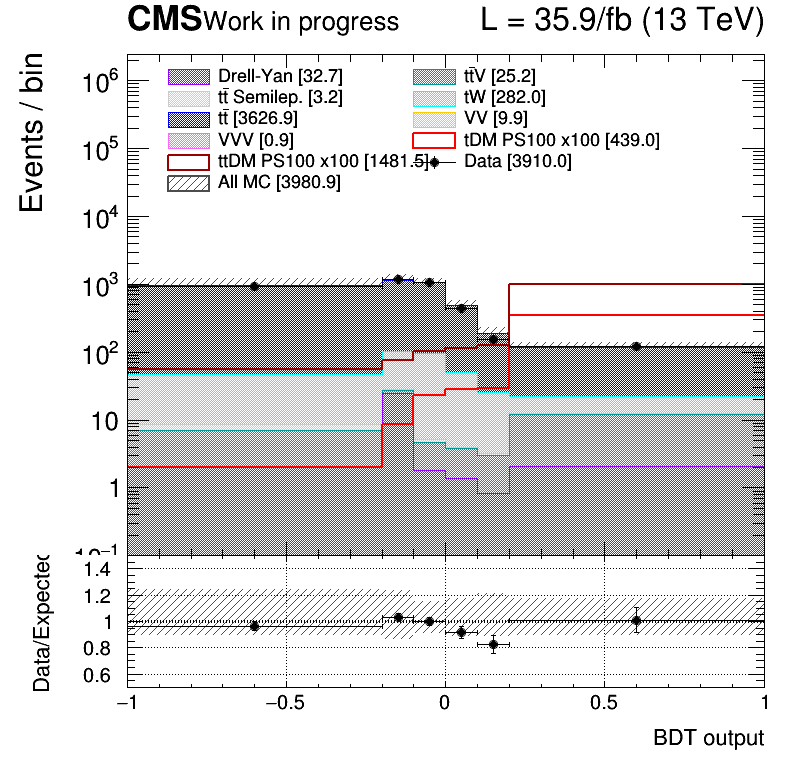 CMS Work in progress L = 35.9/fb (13 TeV)
Events / bin
Drell-Yan [32.7] tt̄V [25.2]
tt̄ Semilep. [3.2] tW [282.0]
tt̄ [3626.9] VV [9.9]
VVV [0.9] tDM PS100 x100 [439.0]
ttDM PS100 x100 [1481.5] Data [3910.0]
All MC [3980.9]
10⁶
10⁵
10⁴
10³
10²
10
1
10⁻¹
Data/Expected
1.4
1.2
1
0.8
0.6
−1 −0.5 0 0.5 1
BDT output